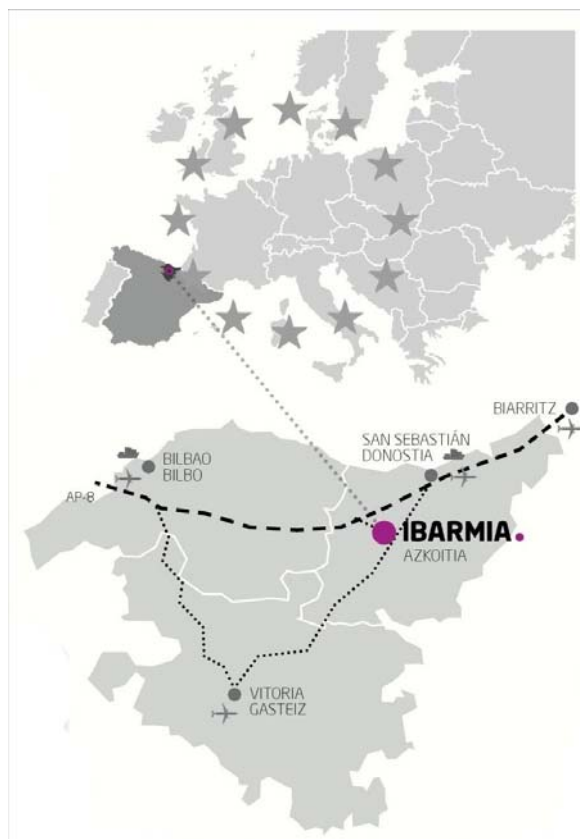 BIARRITZ
SAN SEBASTIÁN
DONOSTIA
BILBAO
BILBO
AP-8
IBARMIA.
AZKOITIA
VITORIA
GASTEIZ